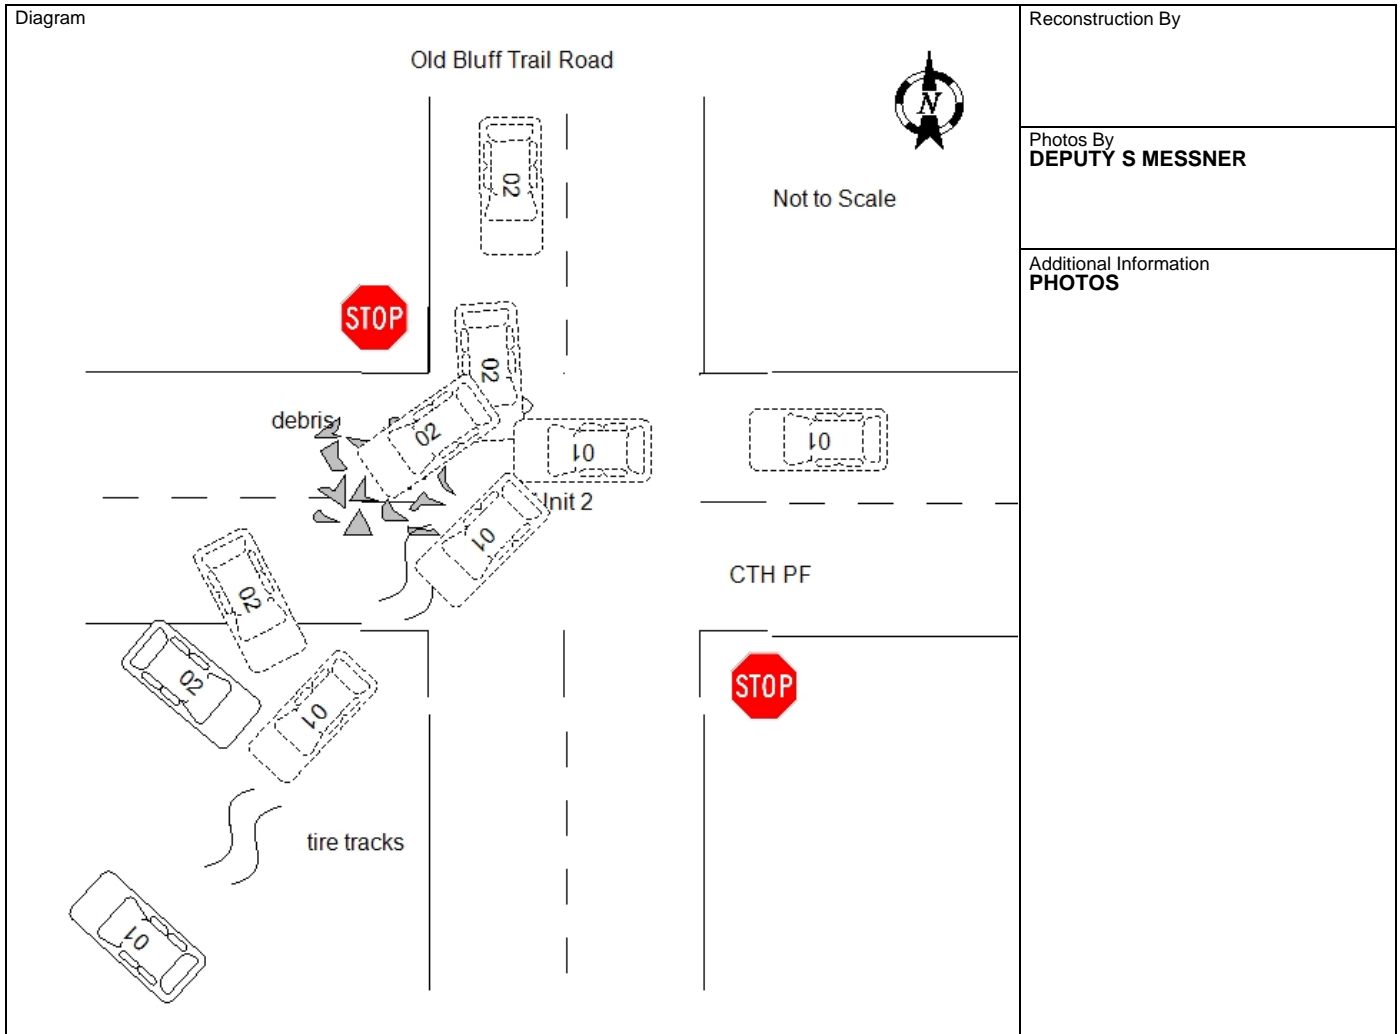 Diagram
Old Bluff Trail Road
N
Not to Scale
02
STOP
02
debris
02
01
01
Unit 2
01
CTH PF
02
02
01
STOP
tire tracks
01
Reconstruction By
Photos By
DEPUTY S MESSNER
Additional Information
PHOTOS